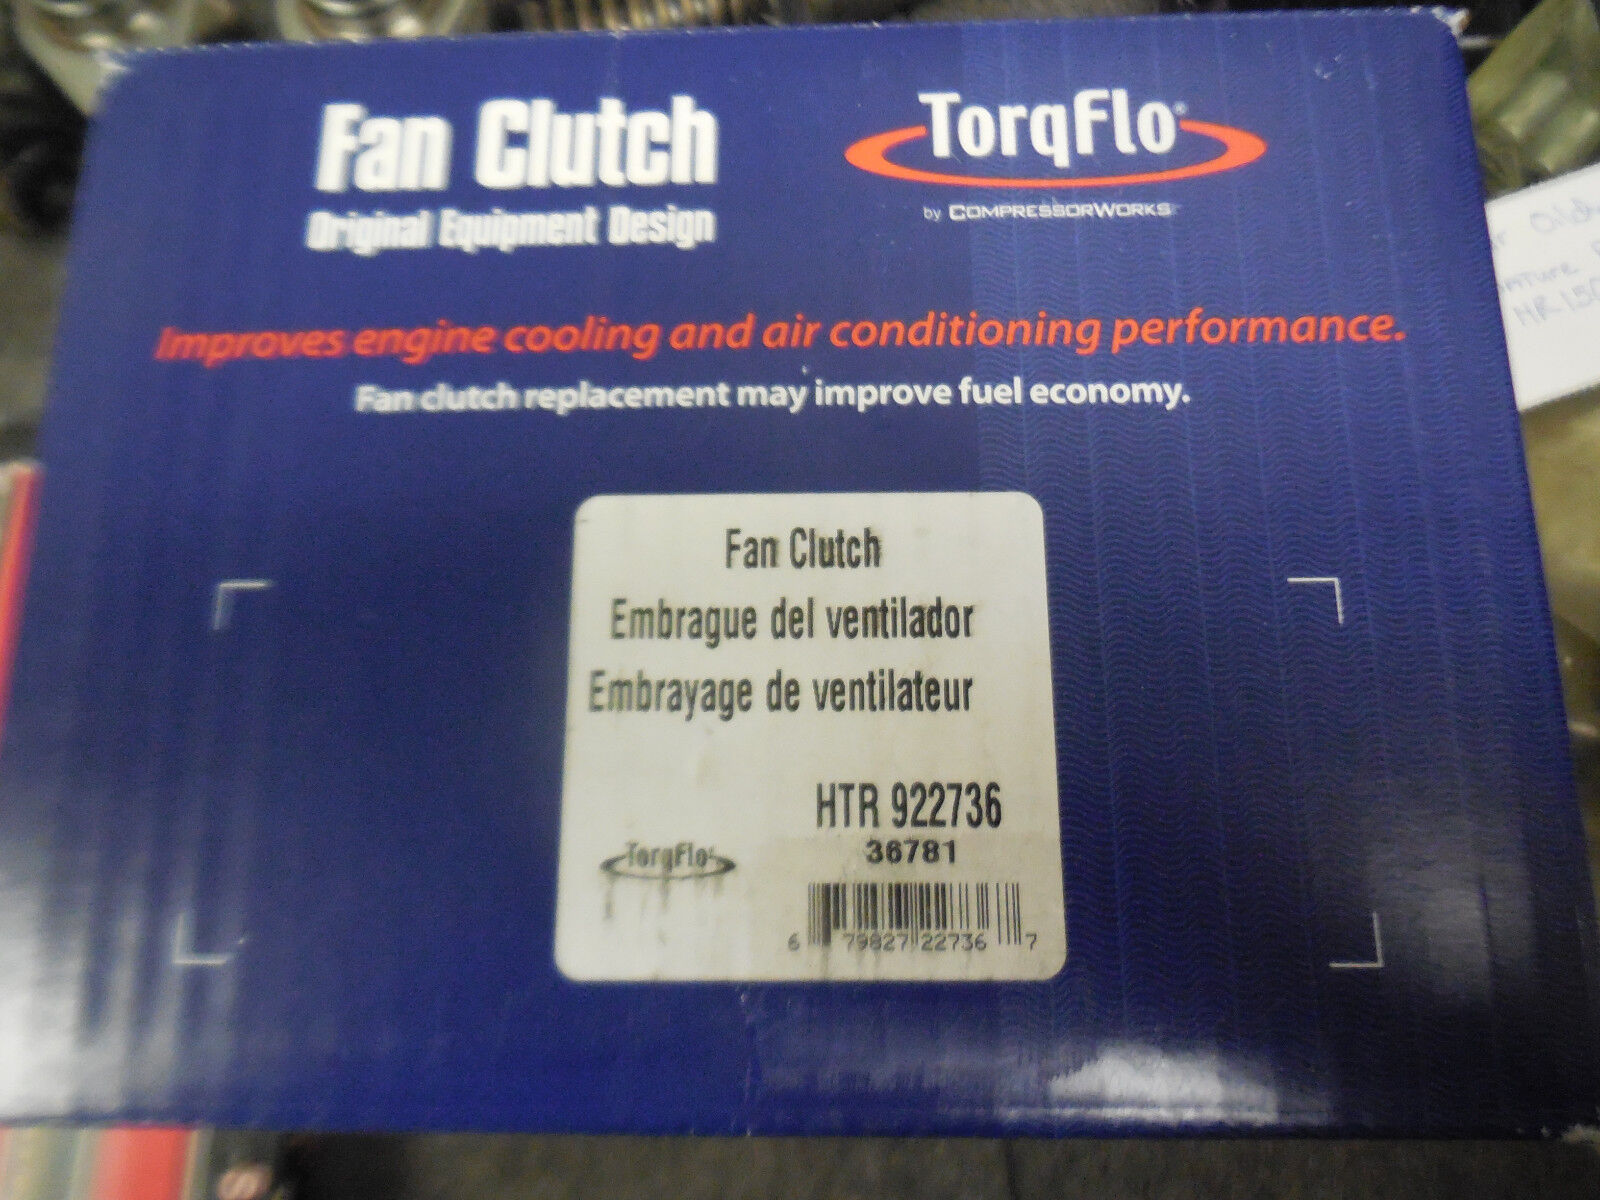 Fan Clutch
Original Equipment Design
TorqFlo®
by COMPRESSORWORKS
Improves engine cooling and air conditioning performance.
Fan clutch replacement may improve fuel economy.
Fan Clutch
Embrague del ventilador
Embrayage de ventilateur
HTR 922736
36781
TorqFlo
6 79827 22736 7